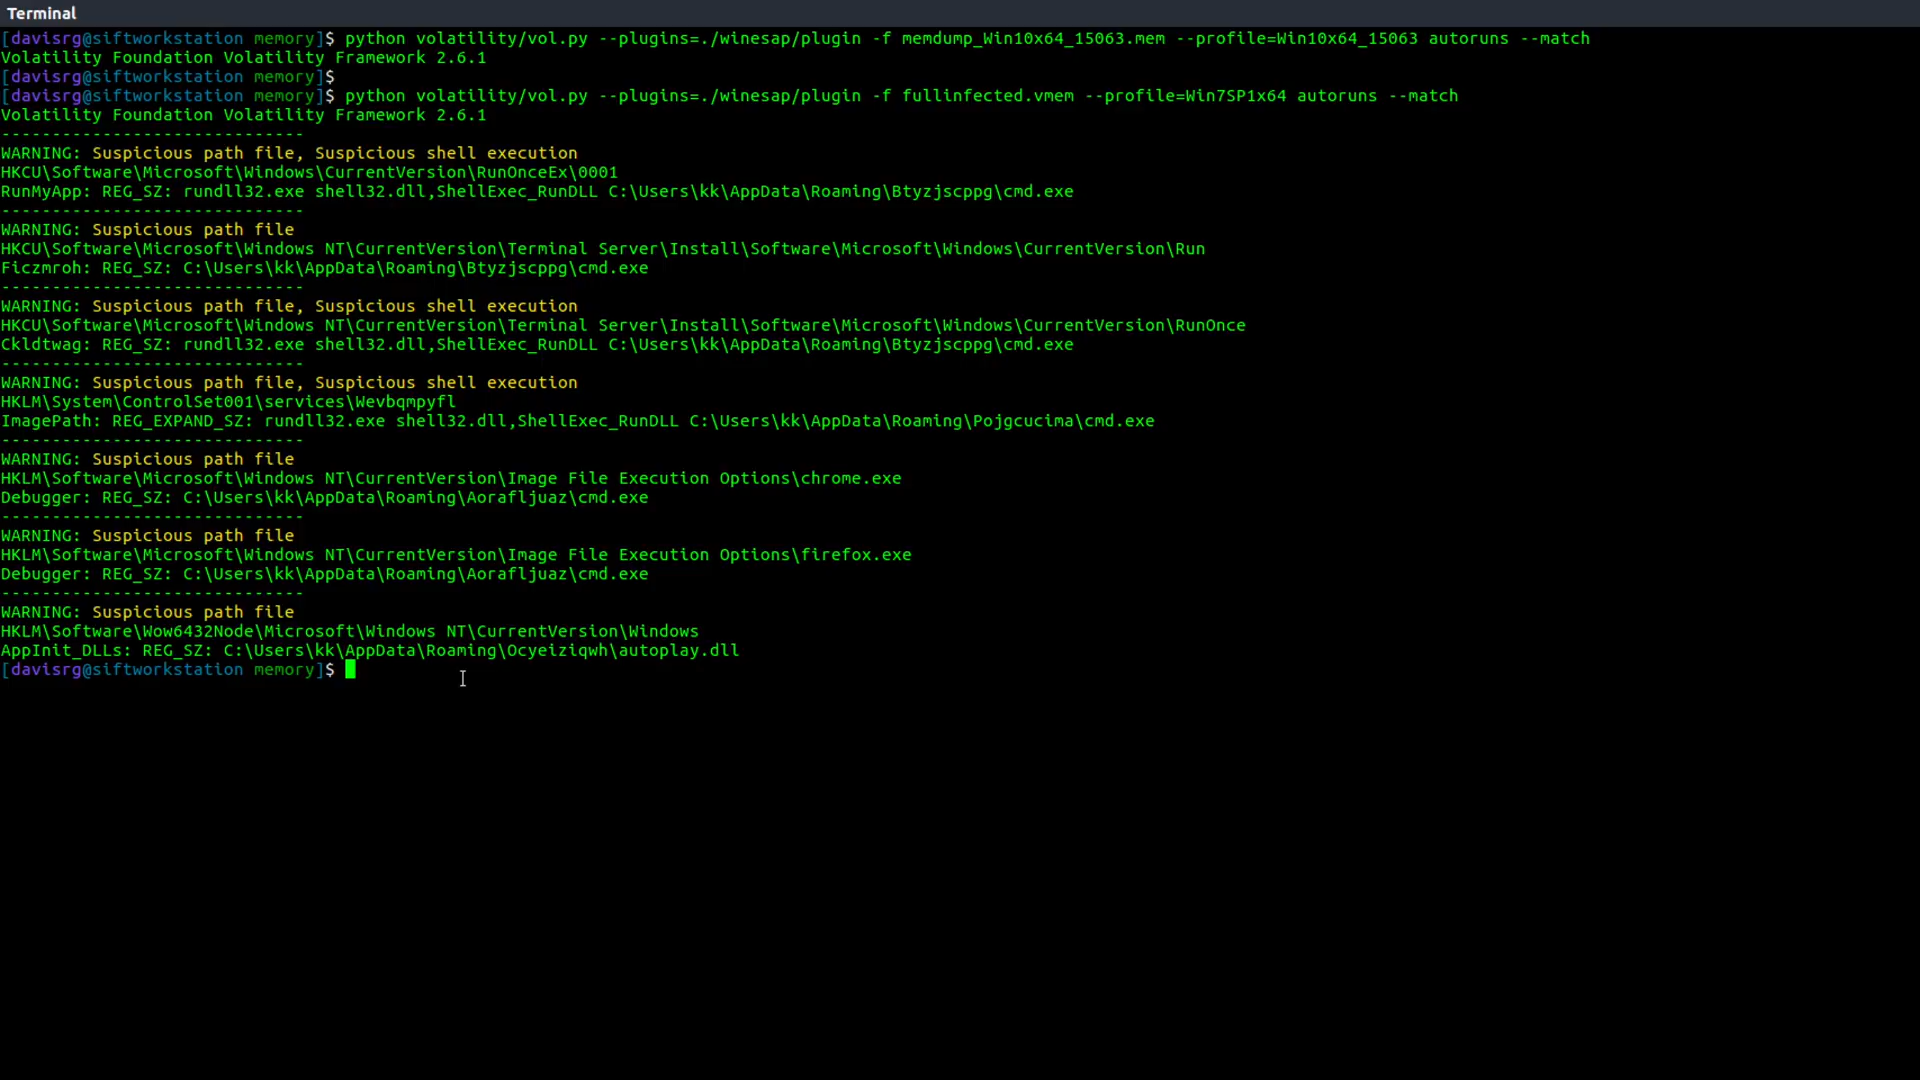 Terminal
[davisrg@siftworkstation memory]$ python volatility/vol.py --plugins=./winesap/plugin -f memdump_Win10x64_15063.mem --profile=Win10x64_15063 autoruns --match
Volatility Foundation Volatility Framework 2.6.1
[davisrg@siftworkstation memory]$
[davisrg@siftworkstation memory]$ python volatility/vol.py --plugins=./winesap/plugin -f fullinfected.vmem --profile=Win7SP1x64 autoruns --match
Volatility Foundation Volatility Framework 2.6.1
------------------------------
WARNING: Suspicious path file, Suspicious shell execution
HKCU\Software\Microsoft\Windows\CurrentVersion\RunOnceEx\0001
RunMyApp: REG_SZ: rundll32.exe shell32.dll,ShellExec_RunDLL C:\Users\kk\AppData\Roaming\Btyzjscppg\cmd.exe
------------------------------
WARNING: Suspicious path file
HKCU\Software\Microsoft\Windows NT\CurrentVersion\Terminal Server\Install\Software\Microsoft\Windows\CurrentVersion\Run
Ficzmroh: REG_SZ: C:\Users\kk\AppData\Roaming\Btyzjscppg\cmd.exe
------------------------------
WARNING: Suspicious path file, Suspicious shell execution
HKCU\Software\Microsoft\Windows NT\CurrentVersion\Terminal Server\Install\Software\Microsoft\Windows\CurrentVersion\RunOnce
Ckldtwag: REG_SZ: rundll32.exe shell32.dll,ShellExec_RunDLL C:\Users\kk\AppData\Roaming\Btyzjscppg\cmd.exe
------------------------------
WARNING: Suspicious path file, Suspicious shell execution
HKLM\System\ControlSet001\services\Wevbqmpyfl
ImagePath: REG_EXPAND_SZ: rundll32.exe shell32.dll,ShellExec_RunDLL C:\Users\kk\AppData\Roaming\Pojgcucima\cmd.exe
------------------------------
WARNING: Suspicious path file
HKLM\Software\Microsoft\Windows NT\CurrentVersion\Image File Execution Options\chrome.exe
Debugger: REG_SZ: C:\Users\kk\AppData\Roaming\Aorafljuaz\cmd.exe
------------------------------
WARNING: Suspicious path file
HKLM\Software\Microsoft\Windows NT\CurrentVersion\Image File Execution Options\firefox.exe
Debugger: REG_SZ: C:\Users\kk\AppData\Roaming\Aorafljuaz\cmd.exe
------------------------------
WARNING: Suspicious path file
HKLM\Software\Wow6432Node\Microsoft\Windows NT\CurrentVersion\Windows
AppInit_DLLs: REG_SZ: C:\Users\kk\AppData\Roaming\Ocyeiziqwh\autoplay.dll
[davisrg@siftworkstation memory]$